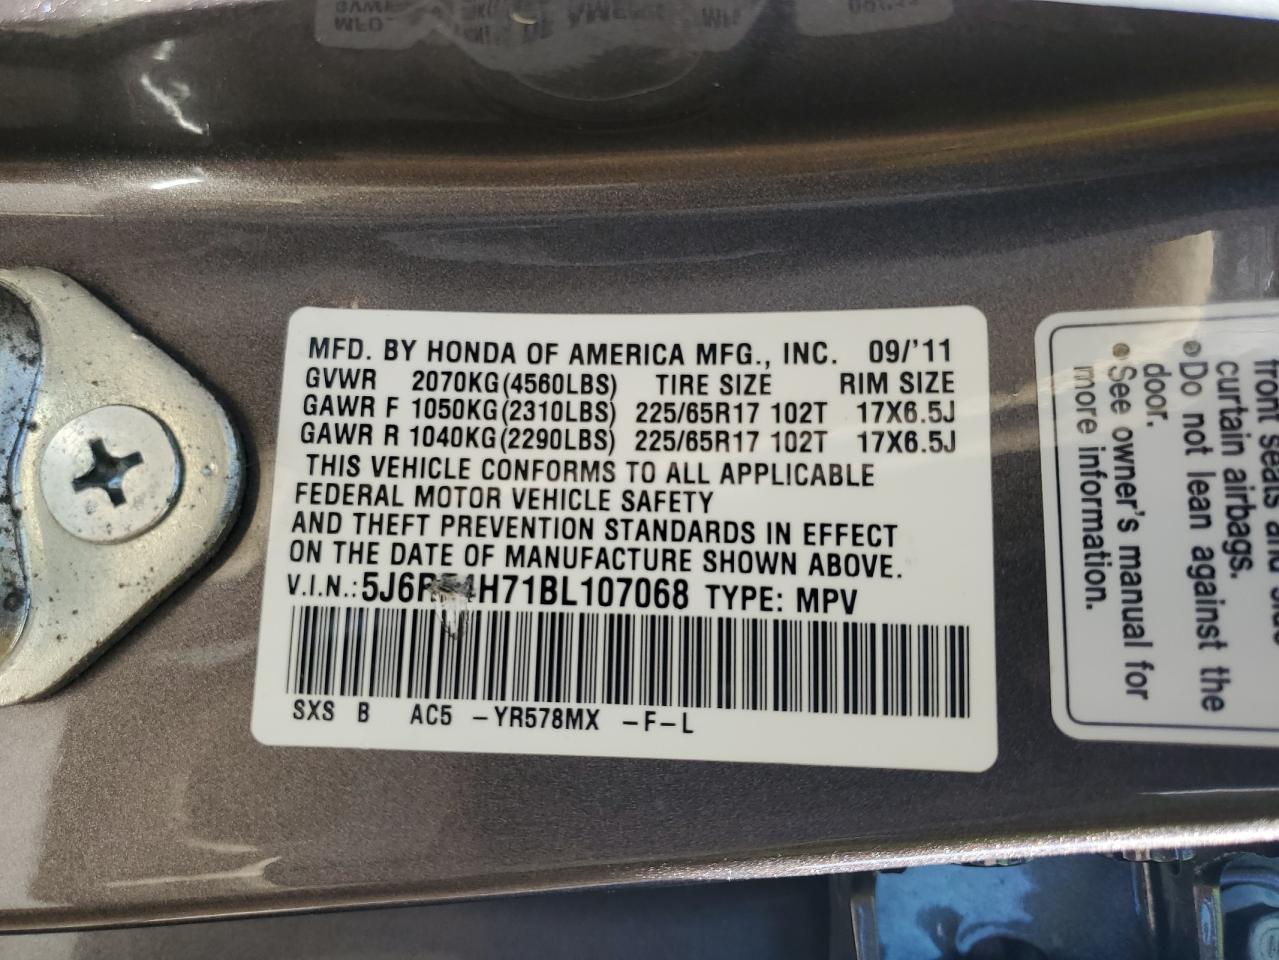 MFD. BY HONDA OF AMERICA MFG., INC. 09/'11
GVWR 2070KG(4560LBS) TIRE SIZE RIM SIZE
GAWR F 1050KG(2310LBS) 225/65R17 102T 17X6.5J
GAWR R 1040KG(2290LBS) 225/65R17 102T 17X6.5J
THIS VEHICLE CONFORMS TO ALL APPLICABLE
FEDERAL MOTOR VEHICLE SAFETY
AND THEFT PREVENTION STANDARDS IN EFFECT
ON THE DATE OF MANUFACTURE SHOWN ABOVE.
V.I.N.: TYPE: MPV
SXS B AC5 -YR578MX -F-L
front seats and
curtain airbags.
●Do not lean against the
door.
●See owner's manual for
more information.